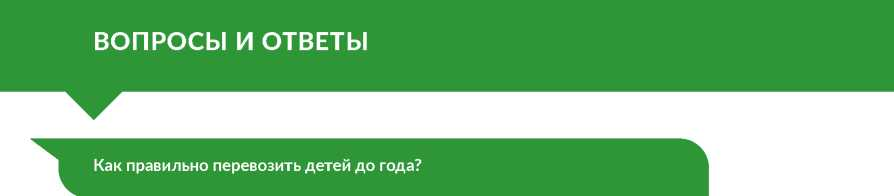 ВОПРОСЫ И ОТВЕТЫ
Как правильно перевозить детей до года?